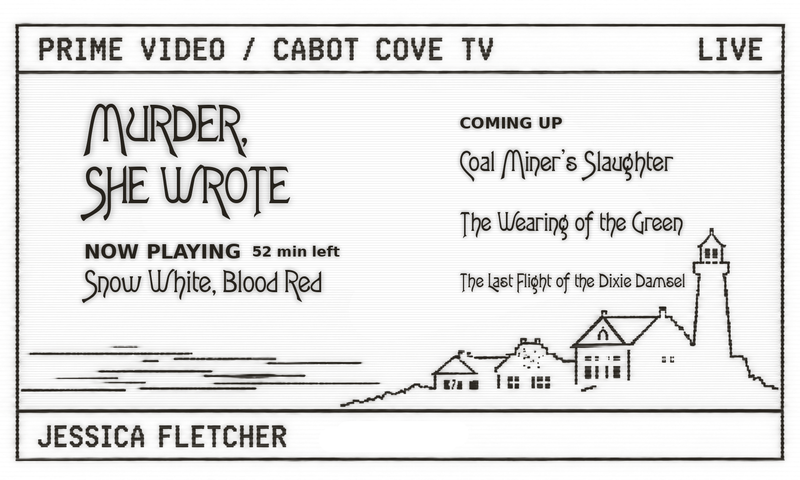 PRIME VIDEO / CABOT COVE TV
LIVE
MURDER,
SHE WROTE
NOW PLAYING 52 min left
Snow White, Blood Red
COMING UP
Coal Miner's Slaughter
The Wearing of the Green
The Last Flight of the Dixie Damsel
JESSICA FLETCHER